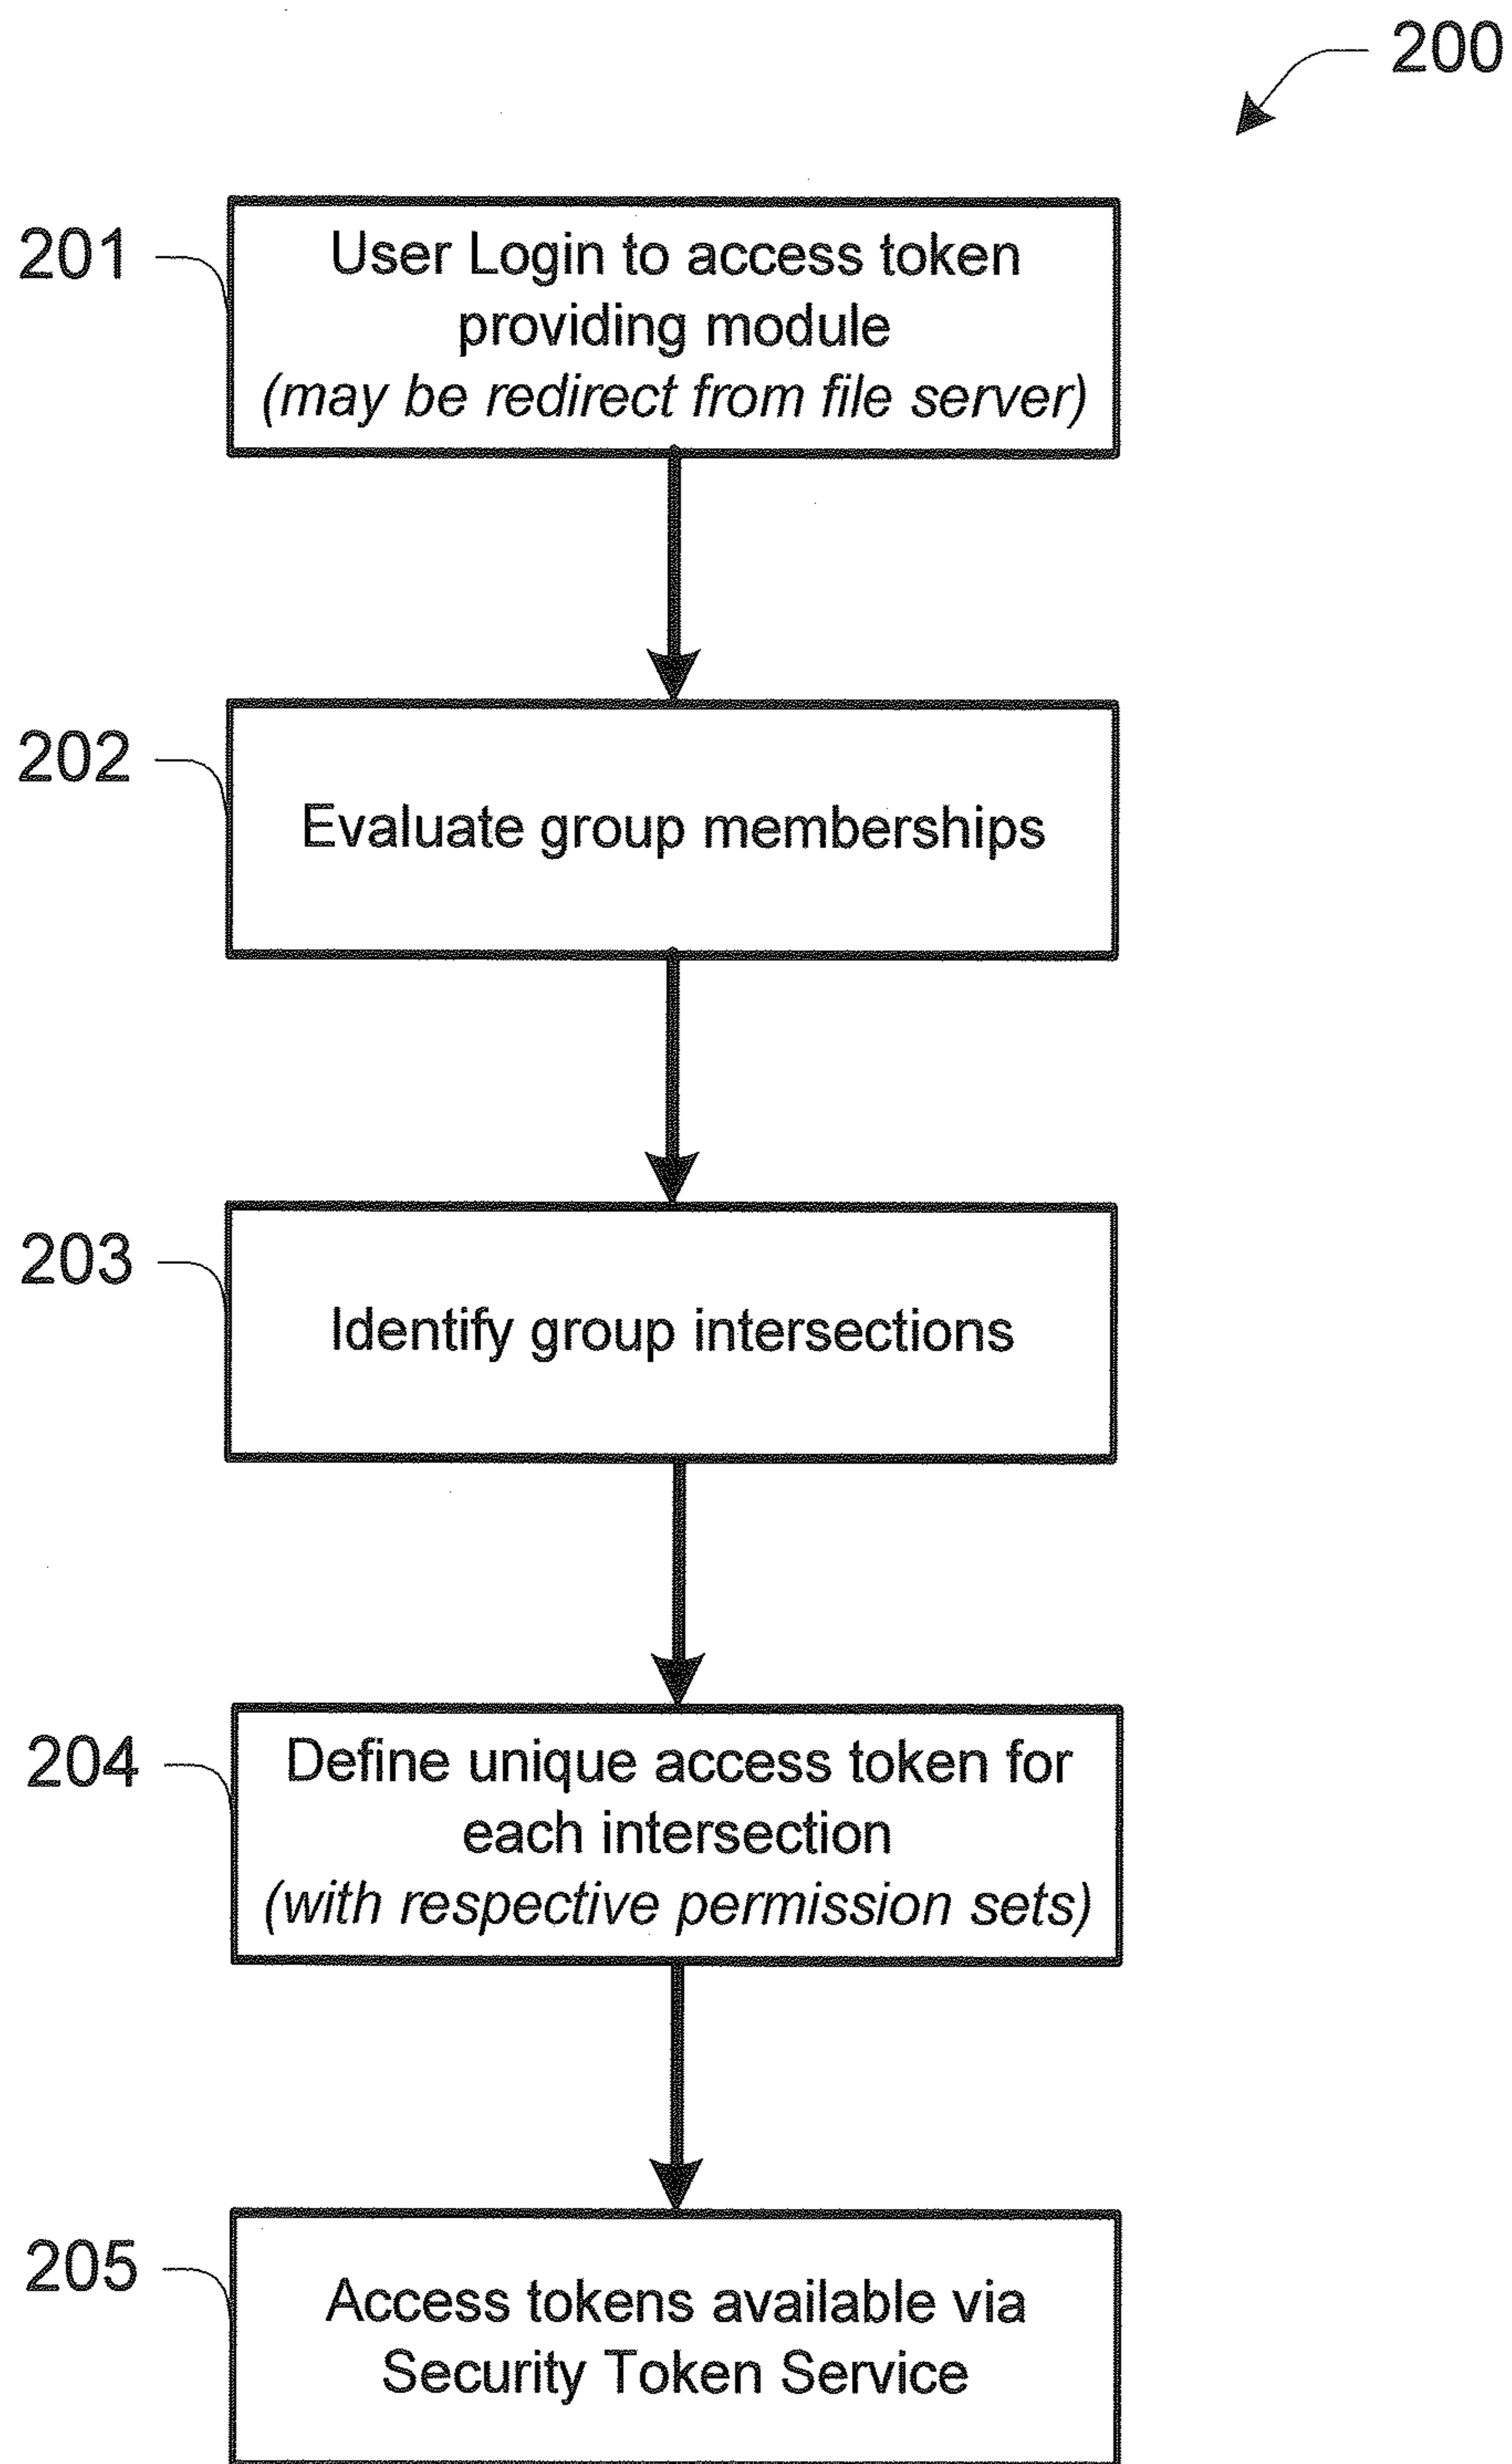 200
201
User Login to access token
providing module
(may be redirect from file server)
202
Evaluate group memberships
203
Identify group intersections
204
Define unique access token for
each intersection
(with respective permission sets)
205
Access tokens available via
Security Token Service